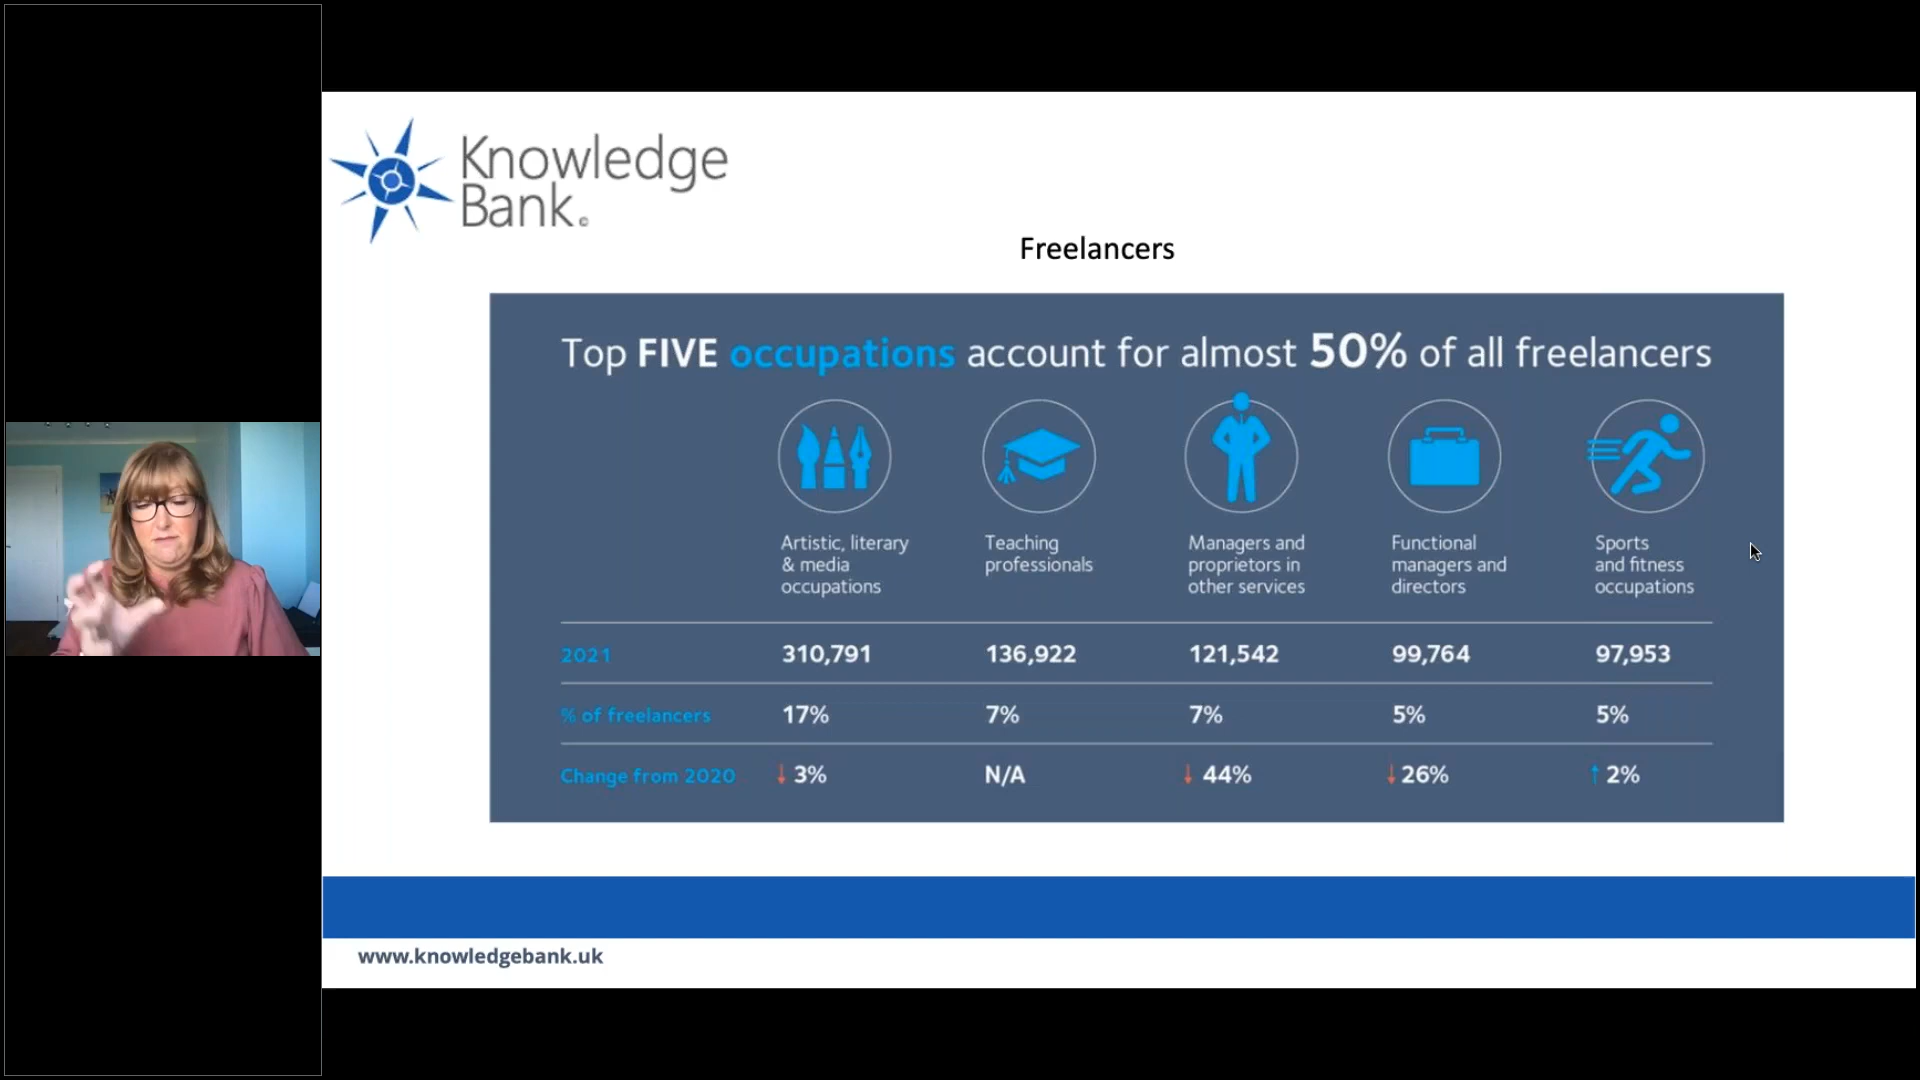 Knowledge
Bank.©
Freelancers
Top FIVE occupations account for almost 50% of all freelancers
Artistic, literary
& media
occupations
Teaching
professionals
Managers and
proprietors in
other services
Functional
managers and
directors
Sports
and fitness
occupations
2021 310,791 136,922 121,542 99,764 97,953
% of freelancers 17% 7% 7% 5% 5%
Change from 2020 ↓ 3% N/A ↓ 44% ↓ 26% ↑ 2%
www.knowledgebank.uk